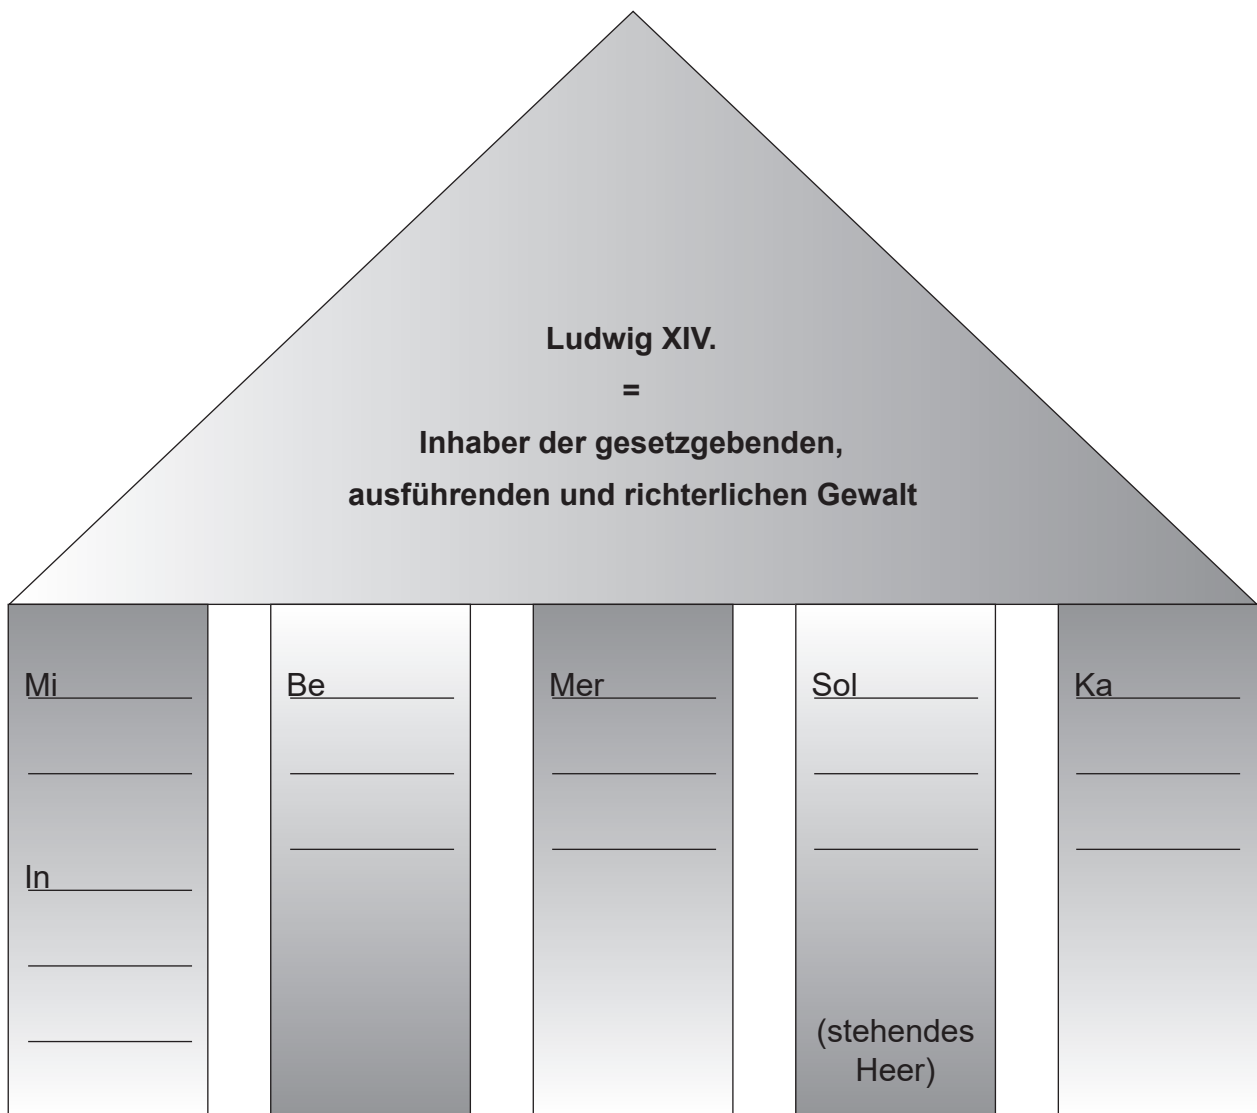 Ludwig XIV.
=
Inhaber der gesetzgebenden,
ausführenden und richterlichen Gewalt
Mi
In
Be
Mer
Sol
(stehendes
Heer)
Ka